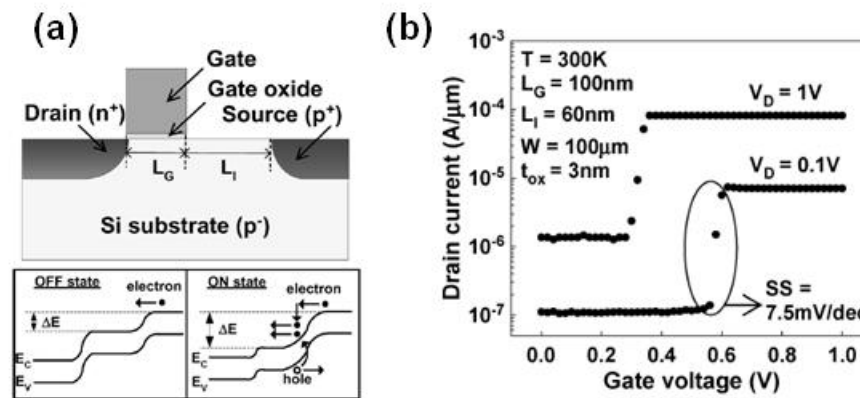 (a)
Gate
Gate oxide
Drain (n+) Source (p+)
LG LI
Si substrate (p-)
OFF state
electron
ΔE
EC
EV
ON state
electron
ΔE
EC
EV
hole
(b)
Drain current (A/μm)
10-3
10-4
10-5
10-6
10-7
T = 300K
LG = 100nm
LI = 60nm
W = 100μm
tox = 3nm
VD = 1V
VD = 0.1V
SS =
7.5mV/dec
0.0 0.2 0.4 0.6 0.8 1.0
Gate voltage (V)